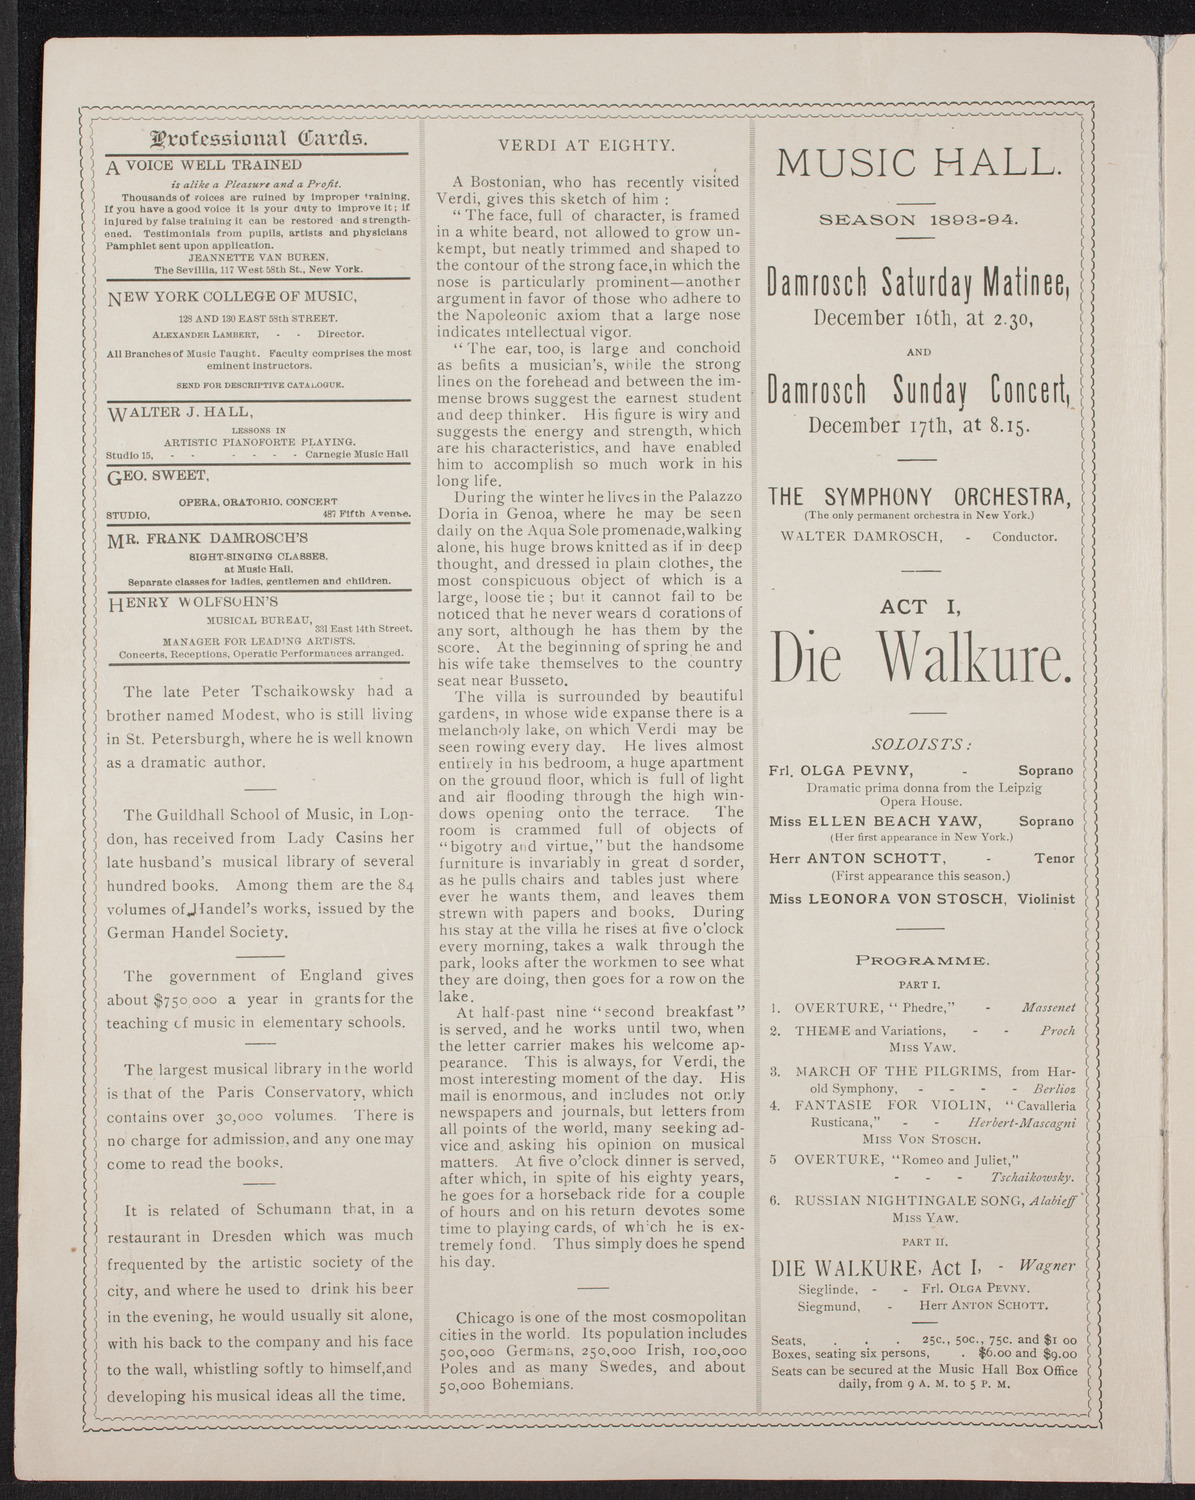 Professional Cards.
A VOICE WELL TRAINED
is alike a Pleasure and a Profit.
Thousands of voices are ruined by improper training.
If you have a good voice it is your duty to improve it; if
injured by false training it can be restored and strength-
ened. Testimonials from pupils, artists and physicians
Pamphlet sent upon application.
JEANNETTE VAN BUREN,
The Sevillia, 117 West 58th St., New York.
NEW YORK COLLEGE OF MUSIC,
128 AND 130 EAST 58th STREET.
ALEXANDER LAMBERT, - - Director.
All Branches of Music Taught. Faculty comprises the most
eminent instructors.
SEND FOR DESCRIPTIVE CATALOGUE.
WALTER J. HALL,
LESSONS IN
ARTISTIC PIANOFORTE PLAYING.
Studio 15, - - - - - - Carnegie Music Hall
GEO. SWEET,
OPERA, ORATORIO, CONCERT
STUDIO, 487 Fifth Avenue.
MR. FRANK DAMROSCH'S
SIGHT-SINGING CLASSES,
at Music Hall,
Separate classes for ladies, gentlemen and children.
HENRY WOLFSOHN'S
MUSICAL BUREAU,
331 East 14th Street.
MANAGER FOR LEADING ARTISTS.
Concerts, Receptions, Operatic Performances arranged.
The late Peter Tschaikowsky had a
brother named Modest, who is still living
in St. Petersburgh, where he is well known
as a dramatic author.
The Guildhall School of Music, in Lon-
don, has received from Lady Casins her
late husband's musical library of several
hundred books. Among them are the 84
volumes of Handel's works, issued by the
German Handel Society.
The government of England gives
about $750,000 a year in grants for the
teaching of music in elementary schools.
The largest musical library in the world
is that of the Paris Conservatory, which
contains over 30,000 volumes. There is
no charge for admission, and any one may
come to read the books.
It is related of Schumann that, in a
restaurant in Dresden which was much
frequented by the artistic society of the
city, and where he used to drink his beer
in the evening, he would usually sit alone,
with his back to the company and his face
to the wall, whistling softly to himself, and
developing his musical ideas all the time.
VERDI AT EIGHTY.
A Bostonian, who has recently visited
Verdi, gives this sketch of him :
"The face, full of character, is framed
in a white beard, not allowed to grow un-
kempt, but neatly trimmed and shaped to
the contour of the strong face, in which the
nose is particularly prominent—another
argument in favor of those who adhere to
the Napoleonic axiom that a large nose
indicates intellectual vigor.
"The ear, too, is large and conchoid
as befits a musician's, while the strong
lines on the forehead and between the im-
mense brows suggest the earnest student
and deep thinker. His figure is wiry and
suggests the energy and strength, which
are his characteristics, and have enabled
him to accomplish so much work in his
long life.
During the winter he lives in the Palazzo
Doria in Genoa, where he may be seen
daily on the Aqua Sole promenade, walking
alone, his huge brows knitted as if in deep
thought, and dressed in plain clothes, the
most conspicuous object of which is a
large, loose tie ; but it cannot fail to be
noticed that he never wears d corations of
any sort, although he has them by the
score. At the beginning of spring he and
his wife take themselves to the country
seat near Busseto.
The villa is surrounded by beautiful
gardens, in whose wide expanse there is a
melancholy lake, on which Verdi may be
seen rowing every day. He lives almost
entirely in his bedroom, a huge apartment
on the ground floor, which is full of light
and air flooding through the high win-
dows opening onto the terrace. The
room is crammed full of objects of
"bigotry and virtue," but the handsome
furniture is invariably in great d sorder,
as he pulls chairs and tables just where
ever he wants them, and leaves them
strewn with papers and books. During
his stay at the villa he rises at five o'clock
every morning, takes a walk through the
park, looks after the workmen to see what
they are doing, then goes for a row on the
lake.
At half-past nine "second breakfast"
is served, and he works until two, when
the letter carrier makes his welcome ap-
pearance. This is always, for Verdi, the
most interesting moment of the day. His
mail is enormous, and includes not only
newspapers and journals, but letters from
all points of the world, many seeking ad-
vice and asking his opinion on musical
matters. At five o'clock dinner is served,
after which, in spite of his eighty years,
he goes for a horseback ride for a couple
of hours and on his return devotes some
time to playing cards, of which he is ex-
tremely fond. Thus simply does he spend
his day.
Chicago is one of the most cosmopolitan
cities in the world. Its population includes
500,000 Germans, 250,000 Irish, 100,000
Poles and as many Swedes, and about
50,000 Bohemians.
MUSIC HALL.
SEASON 1893-94.
Damrosch Saturday Matinee,
December 16th, at 2.30,
AND
Damrosch Sunday Concert,
December 17th, at 8.15.
THE SYMPHONY ORCHESTRA,
(The only permanent orchestra in New York.)
WALTER DAMROSCH, - Conductor.
ACT I,
Die Walkure.
SOLOISTS:
Frl. OLGA PEVNY, - Soprano
Dramatic prima donna from the Leipzig
Opera House.
Miss ELLEN BEACH YAW, Soprano
(Her first appearance in New York.)
Herr ANTON SCHOTT, - Tenor
(First appearance this season.)
Miss LEONORA VON STOSCH, Violinist
PROGRAMME.
PART I.
1. OVERTURE, "Phedre," - Massenet
2. THEME and Variations, - - Proch
MISS YAW.
3. MARCH OF THE PILGRIMS, from Har-
old Symphony, - - - - Berlioz
4. FANTASIE FOR VIOLIN, "Cavalleria
Rusticana," - - Herbert-Mascagni
MISS VON STOSCH.
5 OVERTURE, "Romeo and Juliet,"
- - - Tschaikowsky.
6. RUSSIAN NIGHTINGALE SONG, Alabieff
MISS YAW.
PART II.
DIE WALKURE, Act I, - Wagner
Sieglinde, - - Frl. OLGA PEVNY.
Siegmund, - Herr ANTON SCHOTT.
Seats, . . . 25c., 50c., 75c. and $1 00
Boxes, seating six persons, . $6.00 and $9.00
Seats can be secured at the Music Hall Box Office
daily, from 9 A. M. to 5 P. M.